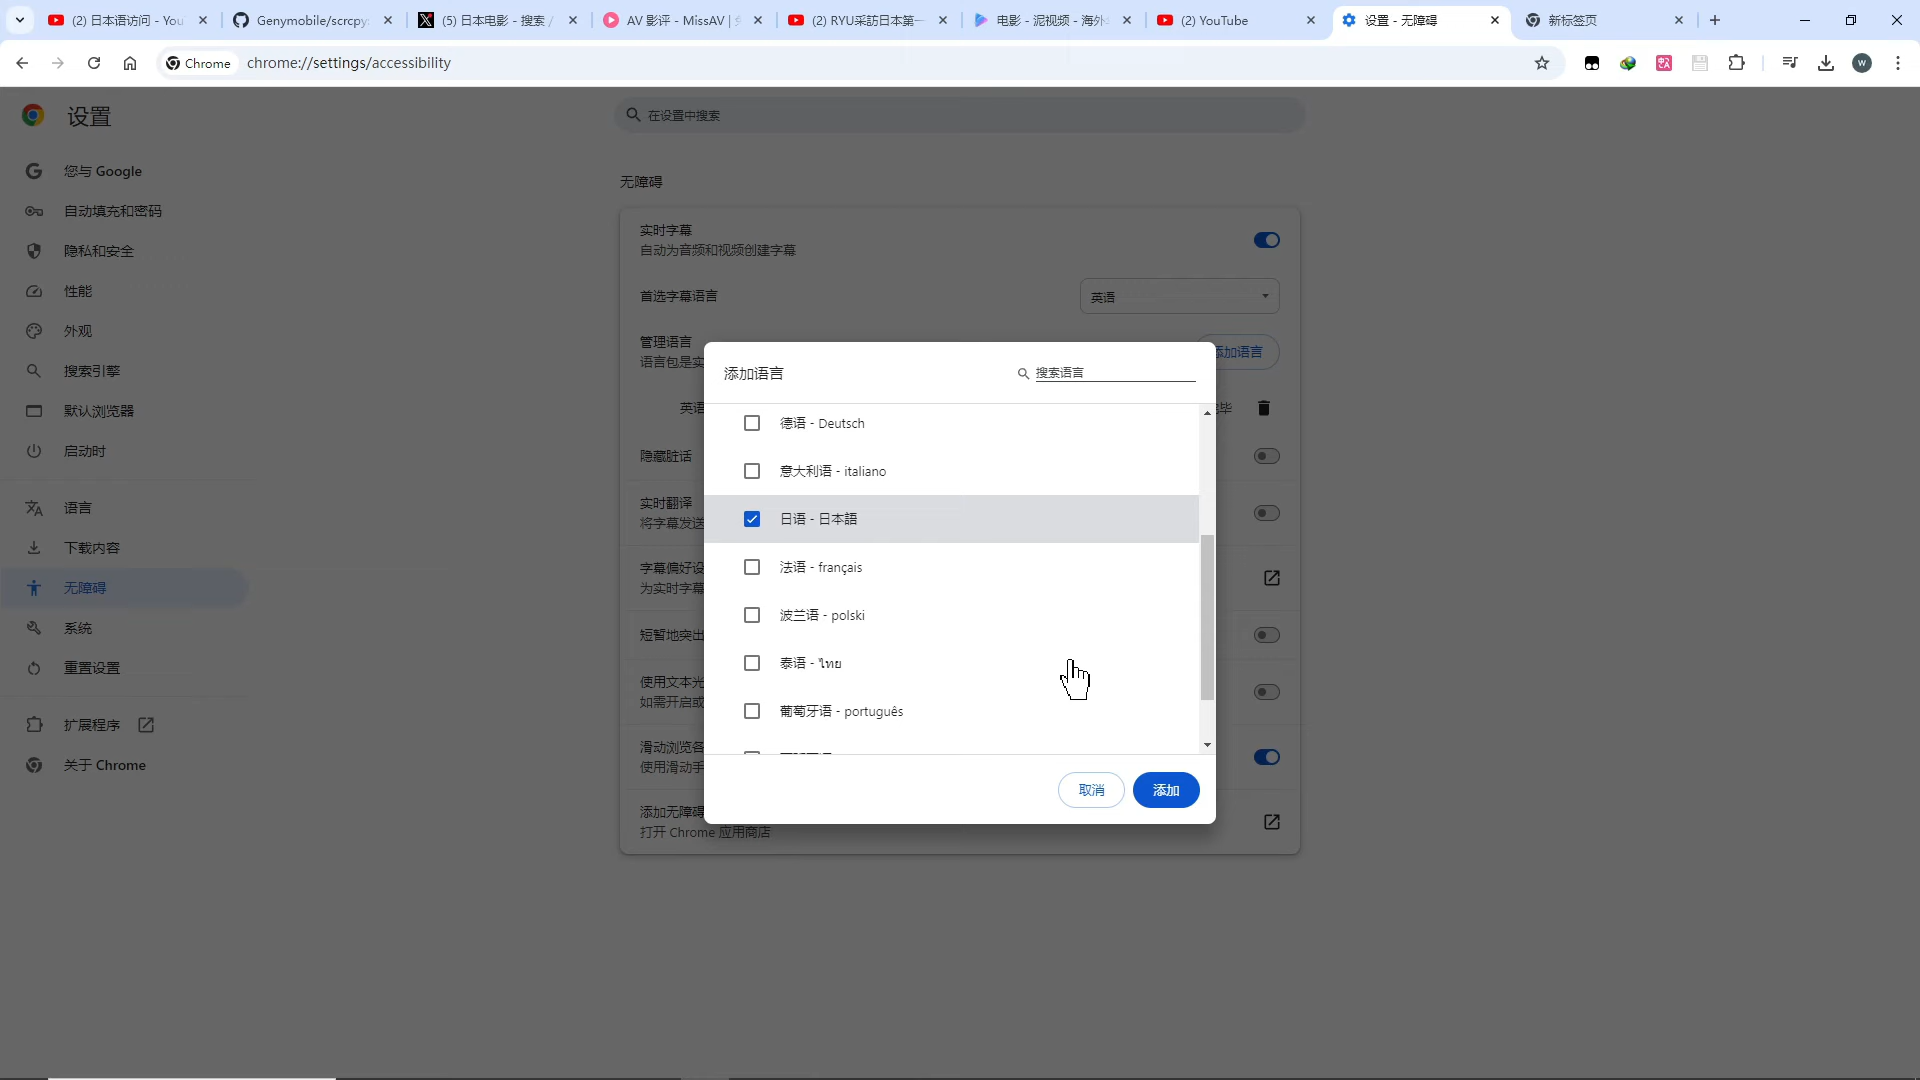 (2) 日本语访问 - You
Genymobile/scrcpy:
(5) 日本电影 - 搜索 /
AV 影评 - MissAV |
(2) RYU采訪日本第一
电影 - 泥视频 - 海外
(2) YouTube
设置 - 无障碍
新标签页
Chrome
chrome://settings/accessibility
W
设置
在设置中搜索
您与 Google
自动填充和密码
隐私和安全
性能
外观
搜索引擎
默认浏览器
启动时
语言
下载内容
无障碍
系统
重置设置
扩展程序
关于 Chrome
无障碍
实时字幕
自动为音频和视频创建字幕
首选字幕语言
英语
管理语言
语言包是实
添加语言
英语
毕
隐藏脏话
实时翻译
将字幕发送
字幕偏好设
为实时字幕
短暂地突出
使用文本光
如需开启或
滑动浏览各
使用滑动手
添加无障碍
打开 Chrome 应用商店
添加语言
搜索语言
德语 - Deutsch
意大利语 - italiano
日语 - 日本語
法语 - français
波兰语 - polski
泰语 - ไทย
葡萄牙语 - português
取消
添加